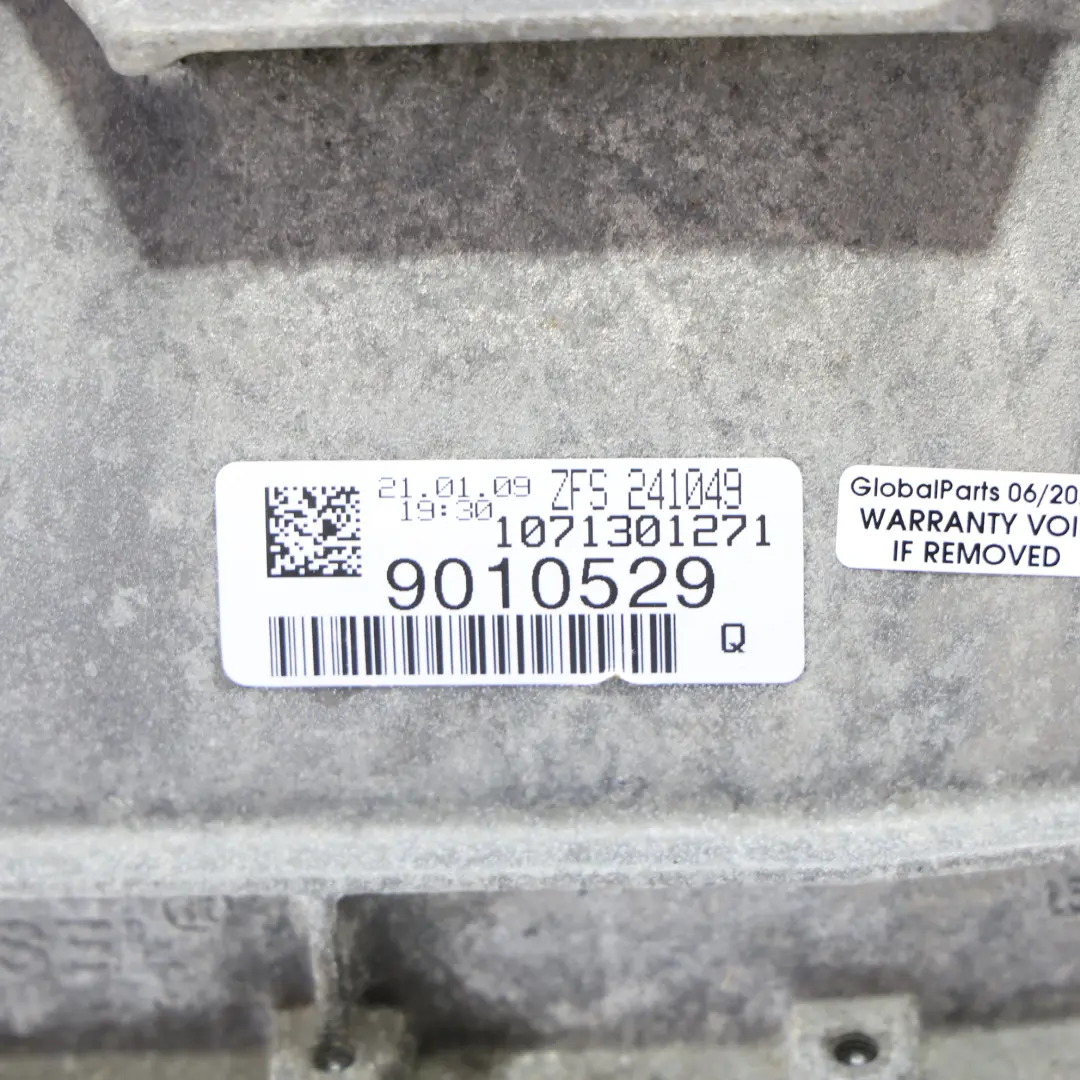 21.01.09 ZFS 241049
19:30 1071301271
9010529
Q
GlobalParts 06/20
WARRANTY VOI
IF REMOVED